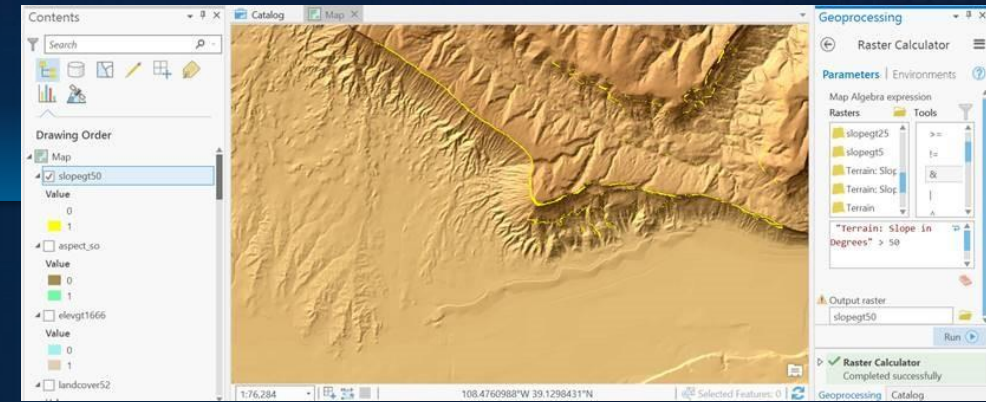 Contents
Search
Drawing Order
Map
slopegt50
Value
0
1
aspect_so
Value
0
1
elevgt1666
Value
0
1
landcover52
Catalog
Map
1:76,284
108.4760988°W 39.1298431°N
Selected Features: 0
Geoprocessing
Raster Calculator
Parameters | Environments
Map Algebra expression
Rasters
Tools
slopegt25
slopegt5
Terrain: Slop
Terrain: Slop
Terrain
>=
!=
&
|
^
"Terrain: Slope in
Degrees" > 50
Output raster
slopegt50
Run
Raster Calculator
Completed successfully
Geoprocessing Catalog